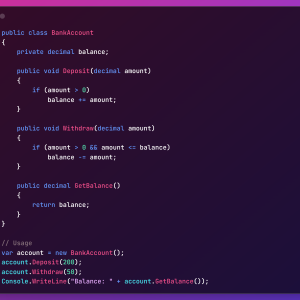 public class BankAccount
{
    private decimal balance;

    public void Deposit(decimal amount)
    {
        if (amount > 0)
            balance += amount;
    }

    public void Withdraw(decimal amount)
    {
        if (amount > 0 && amount <= balance)
            balance -= amount;
    }

    public decimal GetBalance()
    {
        return balance;
    }
}

// Usage
var account = new BankAccount();
account.Deposit(200);
account.Withdraw(50);
Console.WriteLine("Balance: " + account.GetBalance());